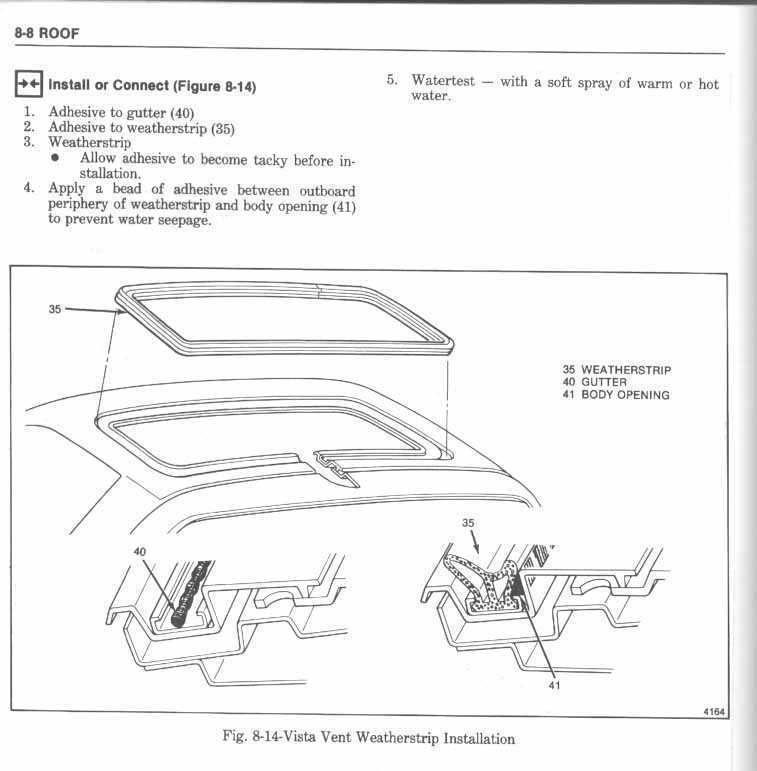 8-8 ROOF
Install or Connect (Figure 8-14)
1. Adhesive to gutter (40)
2. Adhesive to weatherstrip (35)
3. Weatherstrip
• Allow adhesive to become tacky before in-
stallation.
4. Apply a bead of adhesive between outboard
periphery of weatherstrip and body opening (41)
to prevent water seepage.
5. Watertest — with a soft spray of warm or hot
water.
35
35 WEATHERSTRIP
40 GUTTER
41 BODY OPENING
40
35
41
4164
Fig. 8-14-Vista Vent Weatherstrip Installation